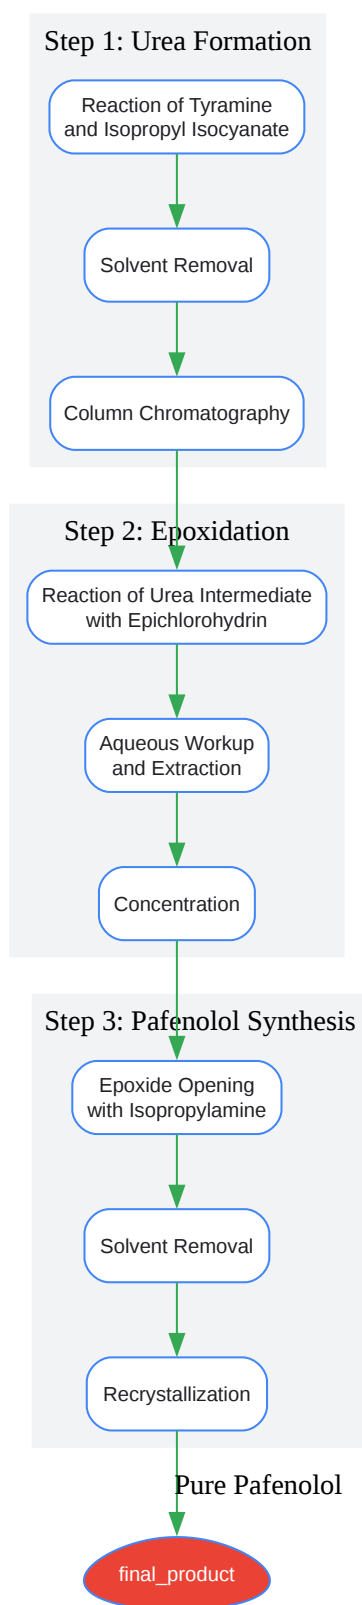 Step 1: Urea Formation
Reaction of Tyramine
and Isopropyl Isocyanate
Solvent Removal
Column Chromatography
Step 2: Epoxidation
Reaction of Urea Intermediate
with Epichlorohydrin
Aqueous Workup
and Extraction
Concentration
Step 3: Pafenolol Synthesis
Epoxide Opening
with Isopropylamine
Solvent Removal
Recrystallization
Pure Pafenolol
final_product